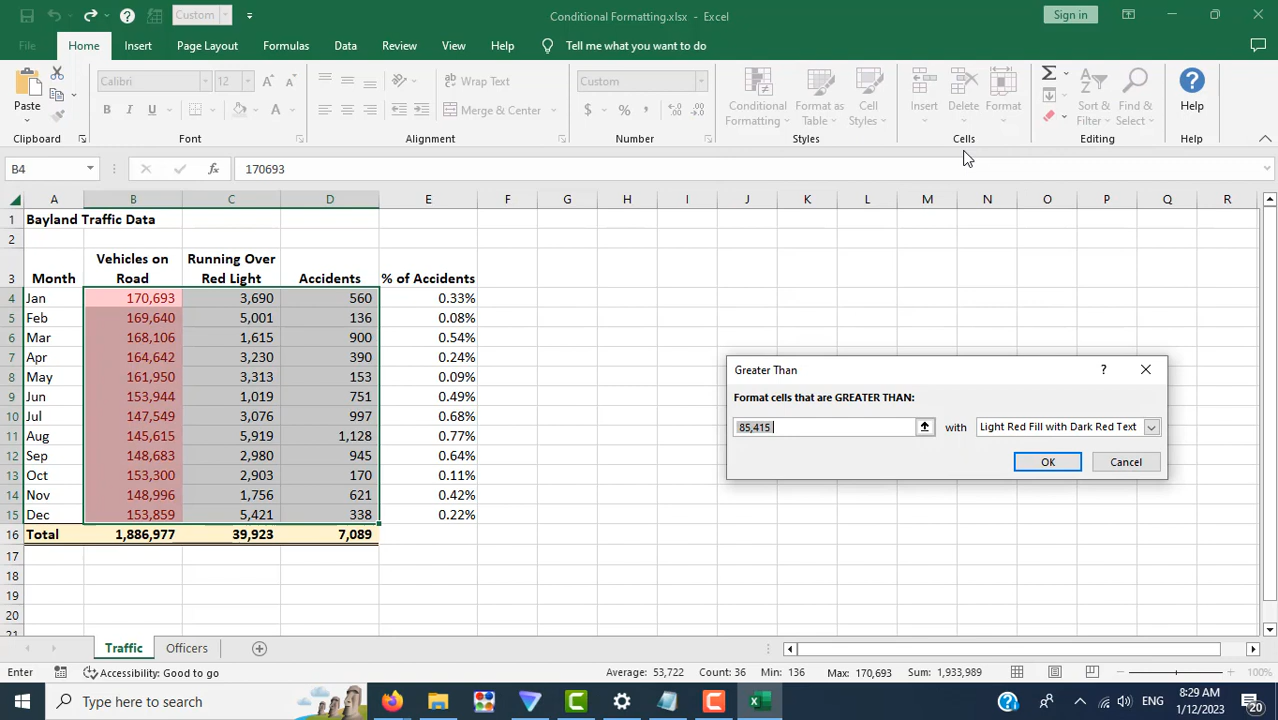 Custom
Conditional Formatting.xlsx - Excel
Sign in
File Home Insert Page Layout Formulas Data Review View Help Tell me what you want to do
Paste
Calibri 12
B I U
Wrap Text
Merge & Center
Custom
$ %
Conditional Formatting
Format as Table
Cell Styles
Insert
Delete
Format
Sort & Filter
Find & Select
Help
Clipboard Font Alignment Number Styles Cells Editing Help
B4 fx 170693
A B C D E F G H I J K L M N O P Q R
1 Bayland Traffic Data
2
3 Month Vehicles on Road Running Over Red Light Accidents % of Accidents
4 Jan 170,693 3,690 560 0.33%
5 Feb 169,640 5,001 136 0.08%
6 Mar 168,106 1,615 900 0.54%
7 Apr 164,642 3,230 390 0.24%
8 May 161,950 3,313 153 0.09%
9 Jun 153,944 1,019 751 0.49%
10 Jul 147,549 3,076 997 0.68%
11 Aug 145,615 5,919 1,128 0.77%
12 Sep 148,683 2,980 945 0.64%
13 Oct 153,300 2,903 170 0.11%
14 Nov 148,996 1,756 621 0.42%
15 Dec 153,859 5,421 338 0.22%
16 Total 1,886,977 39,923 7,089
17
18
19
20
21
Greater Than
?
Format cells that are GREATER THAN:
85,415 with Light Red Fill with Dark Red Text
OK Cancel
Traffic Officers
Enter Accessibility: Good to go Average: 53,722 Count: 36 Min: 136 Max: 170,693 Sum: 1,933,989 100%
Type here to search
ENG
8:29 AM
1/12/2023
20